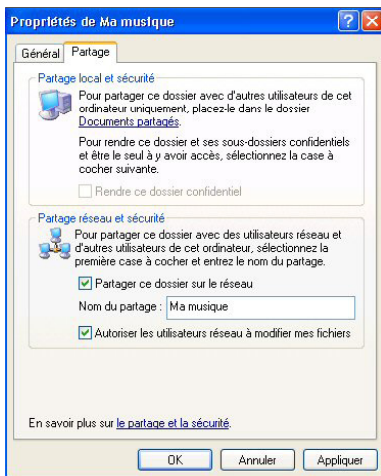 Propriétés de Ma musique
Général Partage
Partage local et sécurité
Pour partager ce dossier avec d'autres utilisateurs de cet
ordinateur uniquement, placez-le dans le dossier
Documents partagés.
Pour rendre ce dossier et ses sous-dossiers confidentiels
et être le seul à y avoir accès, sélectionnez la case à
cocher suivante.
Rendre ce dossier confidentiel
Partage réseau et sécurité
Pour partager ce dossier avec des utilisateurs réseau et
d'autres utilisateurs de cet ordinateur, sélectionnez la
première case à cocher et entrez le nom du partage.
Partager ce dossier sur le réseau
Nom du partage : Ma musique
Autoriser les utilisateurs réseau à modifier mes fichiers
En savoir plus sur le partage et la sécurité.
OK Annuler Appliquer